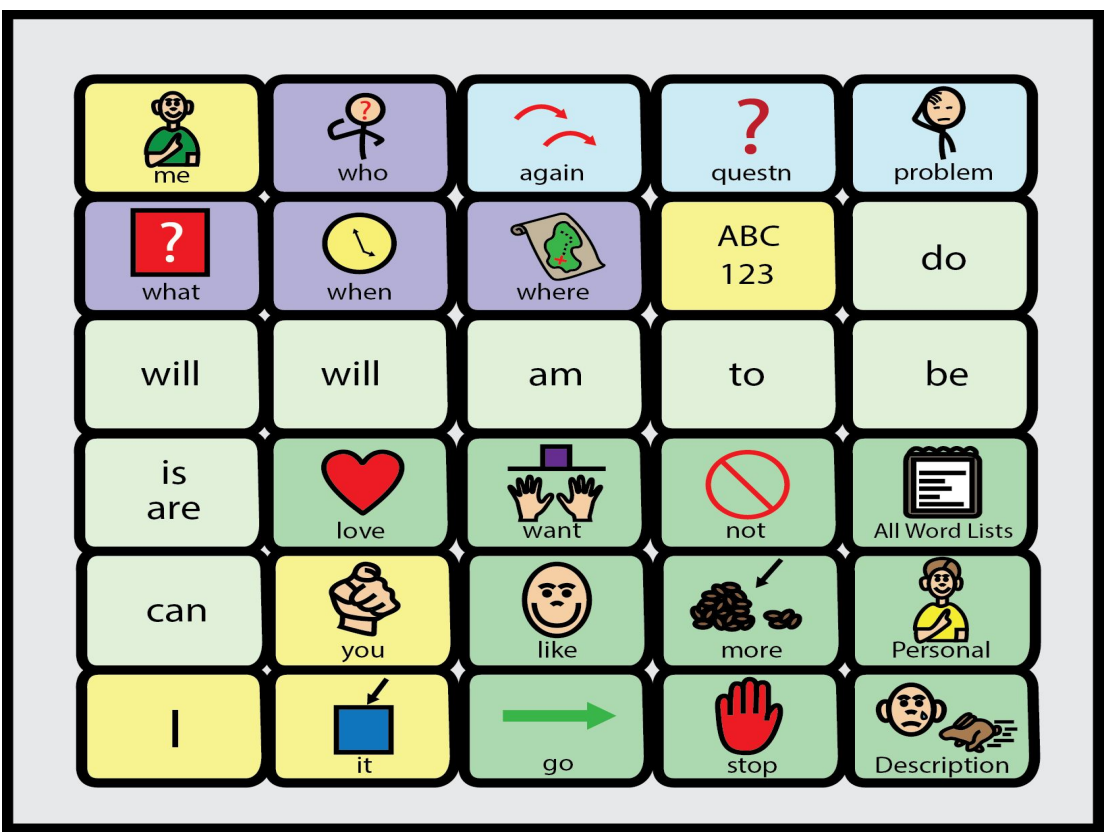 me
?
who
again
?
questn
problem
?
what
when
where
ABC
123
do
will
will
am
to
be
is
are
love
want
not
All Word Lists
can
you
like
more
Personal
I
it
go
stop
Description